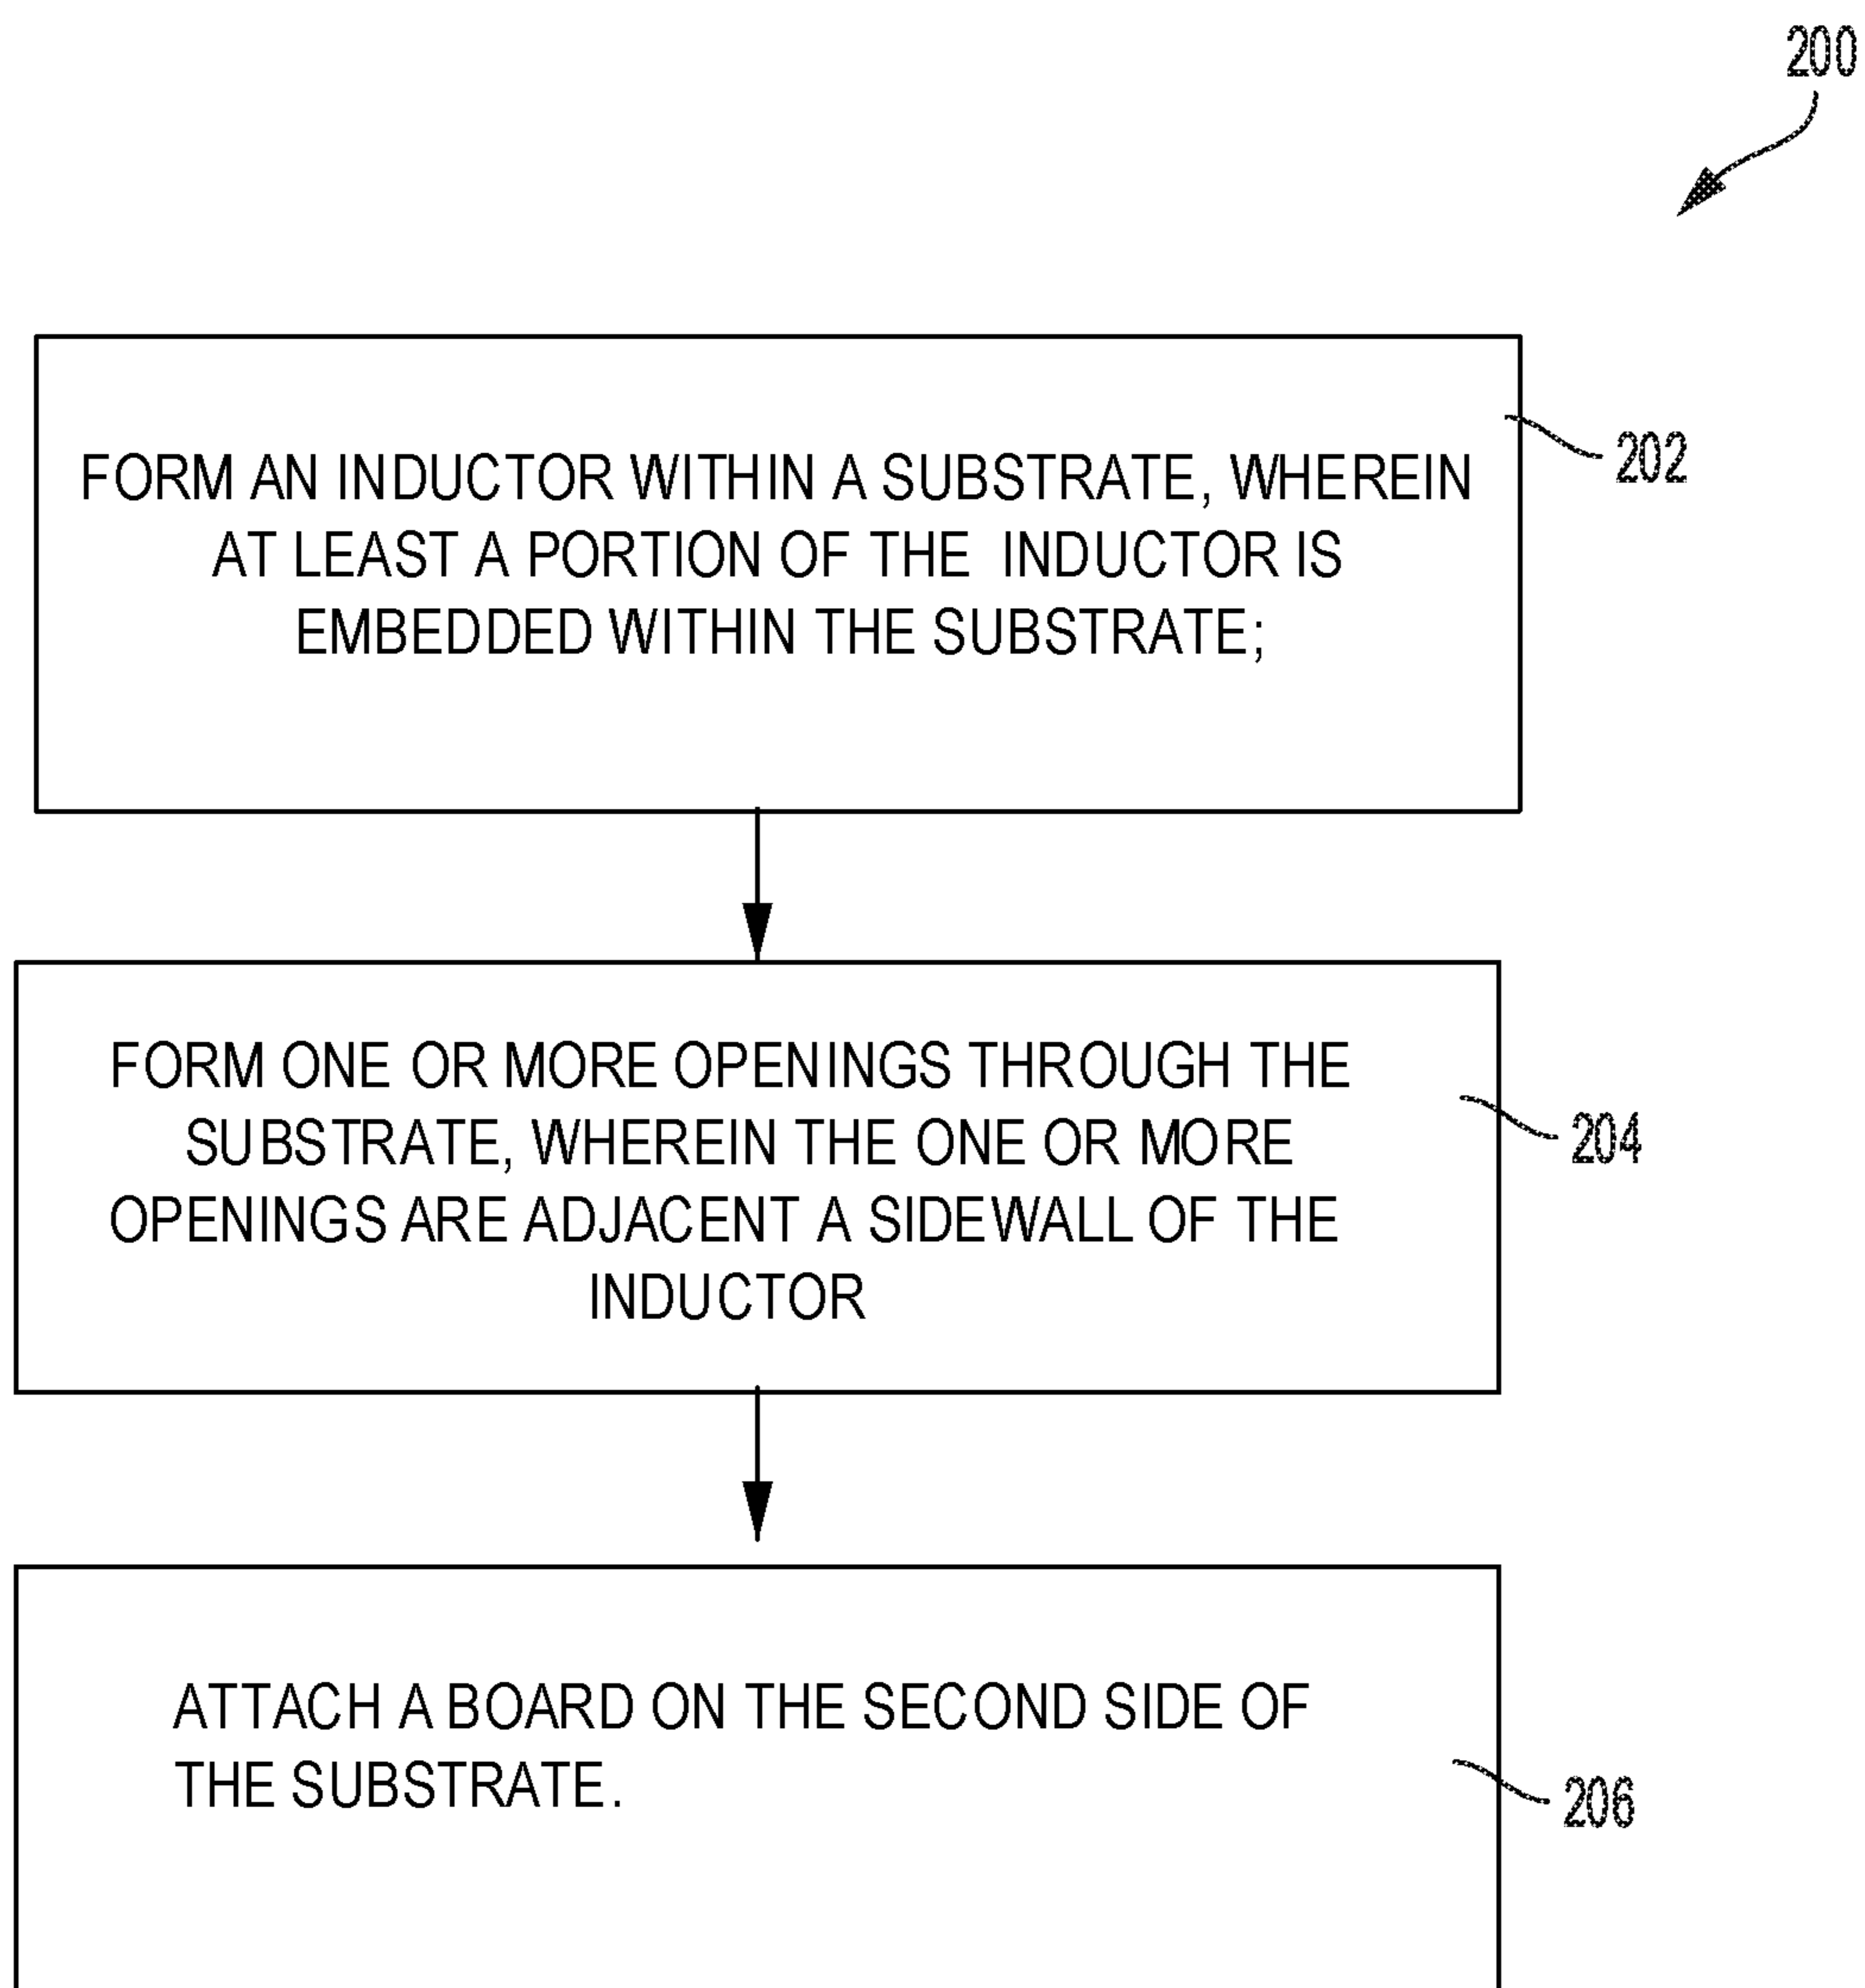 200
FORM AN INDUCTOR WITHIN A SUBSTRATE, WHEREIN
AT LEAST A PORTION OF THE INDUCTOR IS
EMBEDDED WITHIN THE SUBSTRATE;
202
FORM ONE OR MORE OPENINGS THROUGH THE
SUBSTRATE, WHEREIN THE ONE OR MORE
OPENINGS ARE ADJACENT A SIDEWALL OF THE
INDUCTOR
204
ATTACH A BOARD ON THE SECOND SIDE OF
THE SUBSTRATE.
206